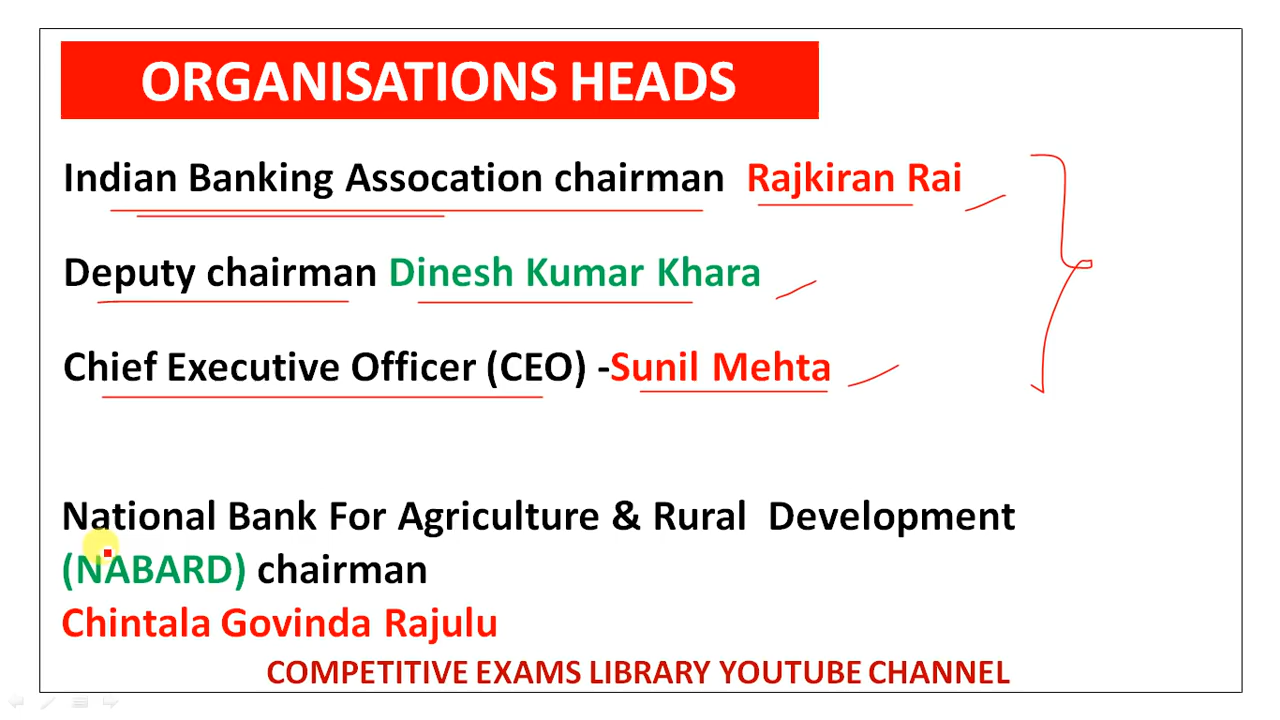 ORGANISATIONS HEADS
Indian Banking Assocation chairman Rajkiran Rai
Deputy chairman Dinesh Kumar Khara
Chief Executive Officer (CEO) -Sunil Mehta
National Bank For Agriculture & Rural Development
(NABARD) chairman
Chintala Govinda Rajulu
COMPETITIVE EXAMS LIBRARY YOUTUBE CHANNEL